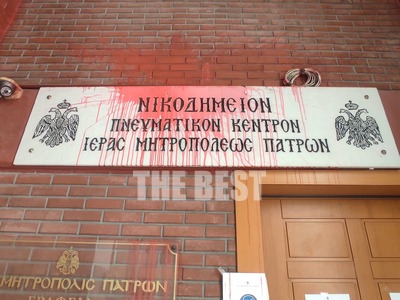 ΝΙΚΟΔΗΜΕΙΟΝ
ΠΝΕΥΜΑΤΙΚΟΝ ΚΕΝΤΡΟΝ
ΙΕΡΑΣ ΜΗΤΡΟΠΟΛΕΩΣ ΠΑΤΡΩΝ
THE BEST
ΜΗΤΡΟΠΟΛΙΣ ΠΑΤΡΩΝ